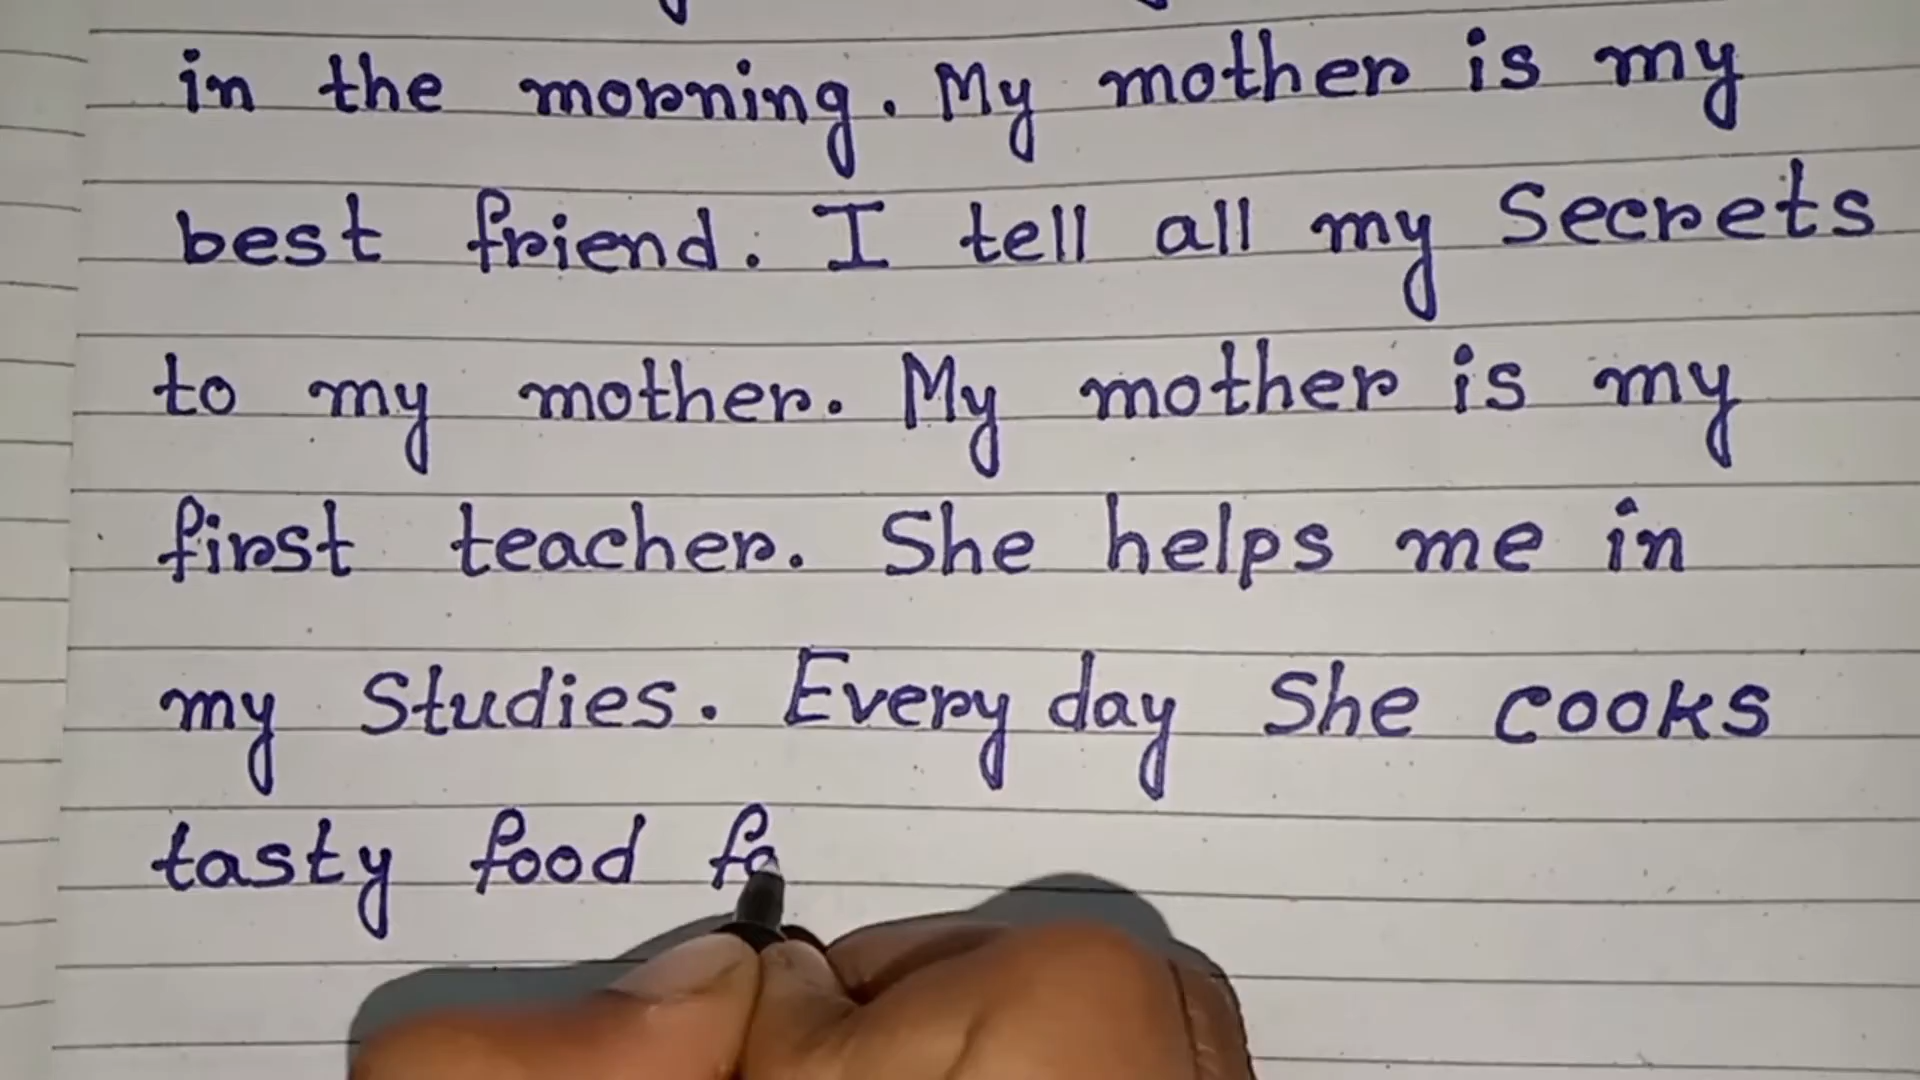 in the morning. My mother is my
best friend. I tell all my Secrets
to my mother. My mother is my
first teacher. She helps me in
my Studies. Every day She cooks
tasty food fo